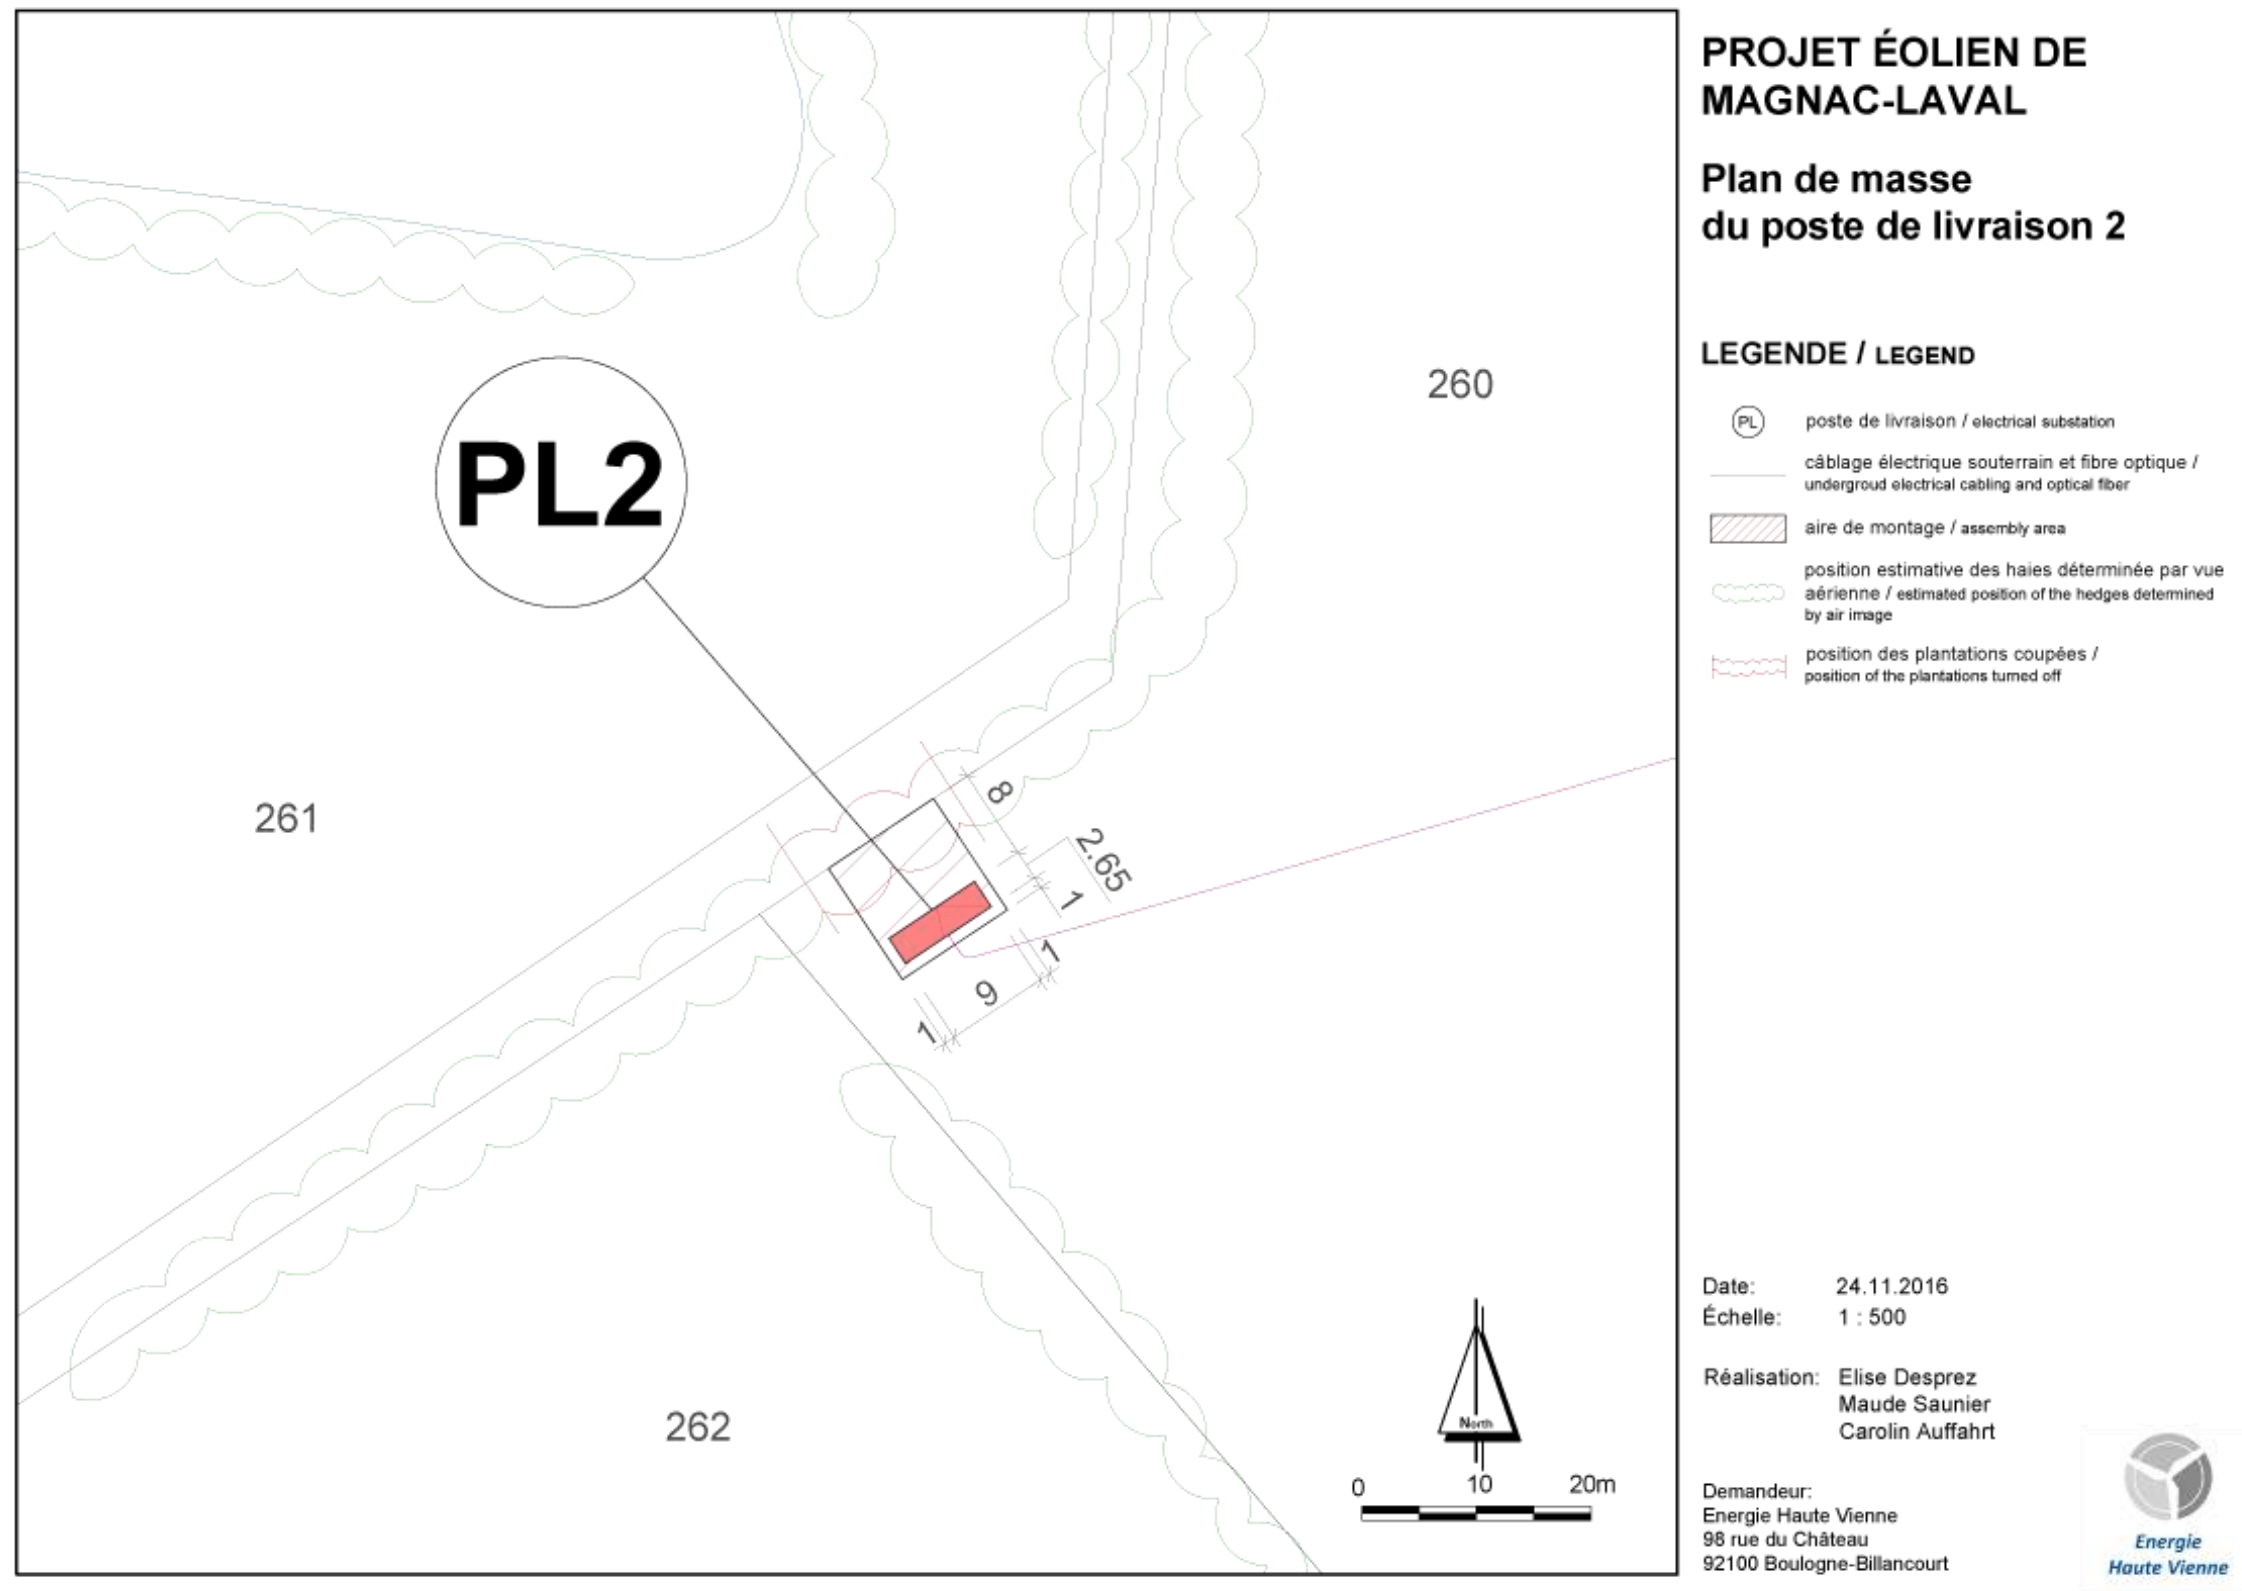 PROJET ÉOLIEN DE
MAGNAC-LAVAL
Plan de masse
du poste de livraison 2
LEGENDE / LEGEND
PL
poste de livraison / electrical substation
câblage électrique souterrain et fibre optique /
undergroud electrical cabling and optical fiber
aire de montage / assembly area
position estimative des haies déterminée par vue
aérienne / estimated position of the hedges determined
by air image
position des plantations coupées /
position of the plantations turned off
260
PL2
261
8
2.65
1
1
9
1
262
North
0 10 20m
Date: 24.11.2016
Échelle: 1 : 500
Réalisation: Elise Desprez
Maude Saunier
Carolin Auffahrt
Demandeur:
Energie Haute Vienne
98 rue du Château
92100 Boulogne-Billancourt
Energie
Haute Vienne